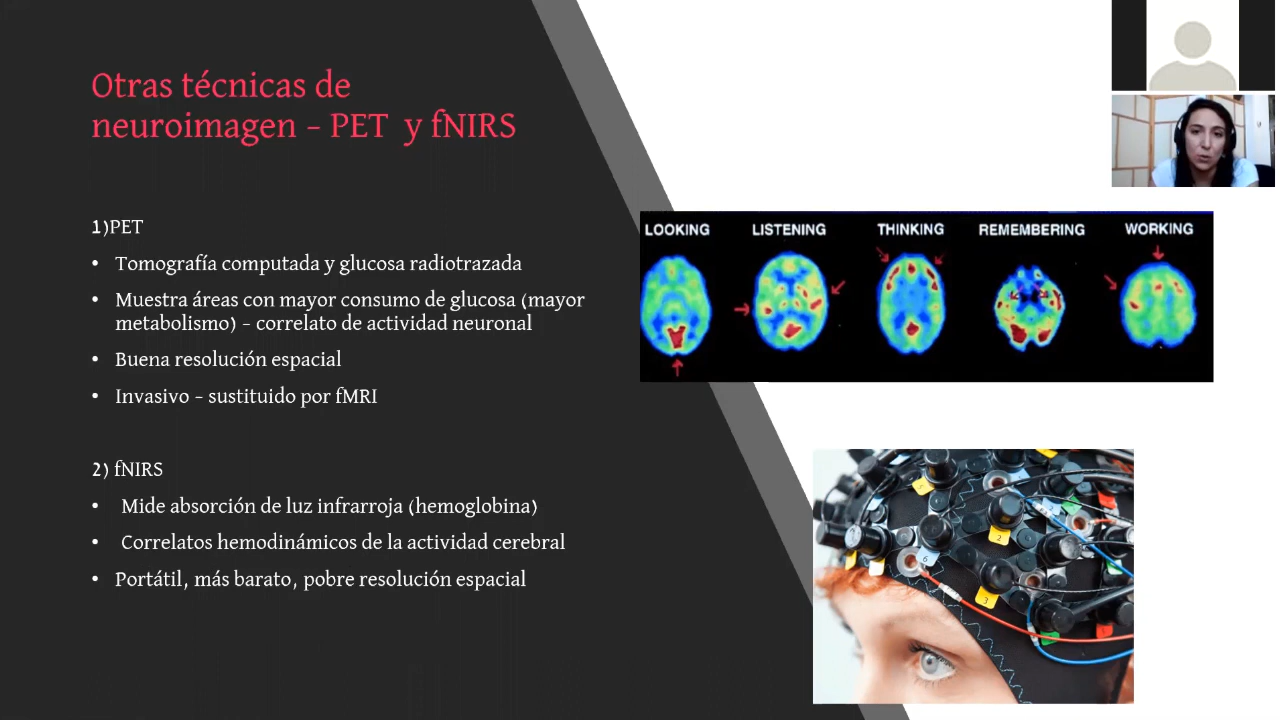 Otras técnicas de
neuroimagen – PET y fNIRS
1)PET
• Tomografía computada y glucosa radiotrazada
• Muestra áreas con mayor consumo de glucosa (mayor
metabolismo) – correlato de actividad neuronal
• Buena resolución espacial
• Invasivo – sustituido por fMRI
2) fNIRS
• Mide absorción de luz infrarroja (hemoglobina)
• Correlatos hemodinámicos de la actividad cerebral
• Portátil, más barato, pobre resolución espacial
LOOKING LISTENING THINKING REMEMBERING WORKING
2
6
3